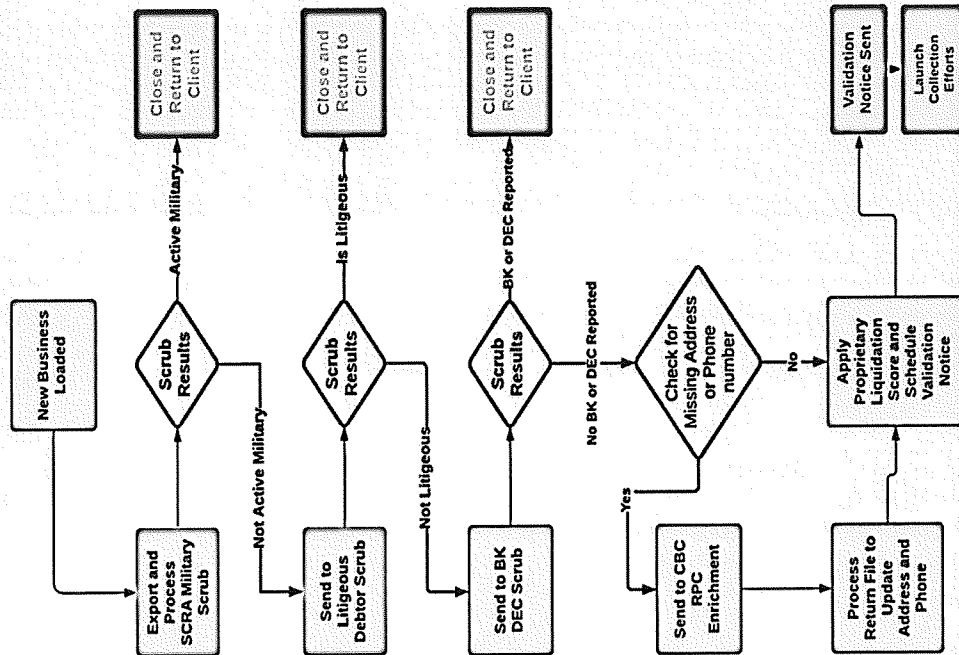 New Business
Loaded
Export and
Process
SCRA Military
Scrub
Scrub
Results
Active Military
Close and
Return to
Client
Not Active Military
Send to
Litigeous
Debtor Scrub
Scrub
Results
Is Litigeous
Close and
Return to
Client
Not Litigeous
Send to BK
DEC Scrub
Scrub
Results
BK or DEC Reported
Close and
Return to
Client
No BK or DEC Reported
Check for
Missing Address
or Phone
number
Yes
Send to CBC
RPC
Enrichment
No
Process
Return File to
Update
Address and
Phone
Apply
Proprietary
Liquidation
Score and
Schedule
Validation
Notice
Validation
Notice Sent
Launch
Collection
Efforts